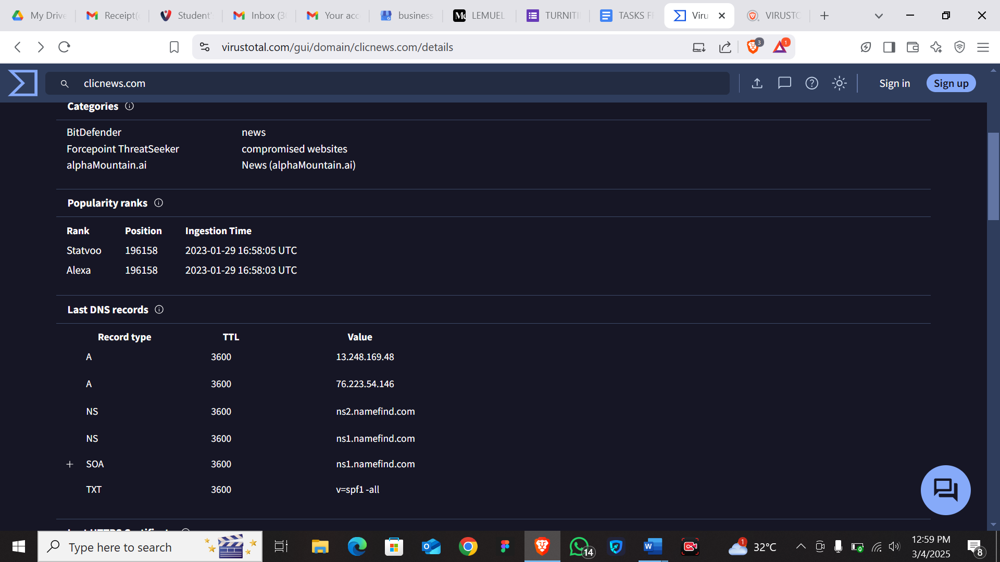 My Drive
Receipt(
Student'
Inbox (3
Your acc
business
LEMUEL
TURNITI
TASKS F
Viru
VIRUSTO
virustotal.com/gui/domain/clicnews.com/details
3
1
clicnews.com
Sign in
Sign up
Categories
BitDefender news
Forcepoint ThreatSeeker compromised websites
alphaMountain.ai News (alphaMountain.ai)
Popularity ranks
Rank Position Ingestion Time
Statvoo 196158 2023-01-29 16:58:05 UTC
Alexa 196158 2023-01-29 16:58:03 UTC
Last DNS records
Record type TTL Value
A 3600 13.248.169.48
A 3600 76.223.54.146
NS 3600 ns2.namefind.com
NS 3600 ns1.namefind.com
+ SOA 3600 ns1.namefind.com
TXT 3600 v=spf1 -all
Type here to search
14
1
32°C
12:59 PM
3/4/2025
8